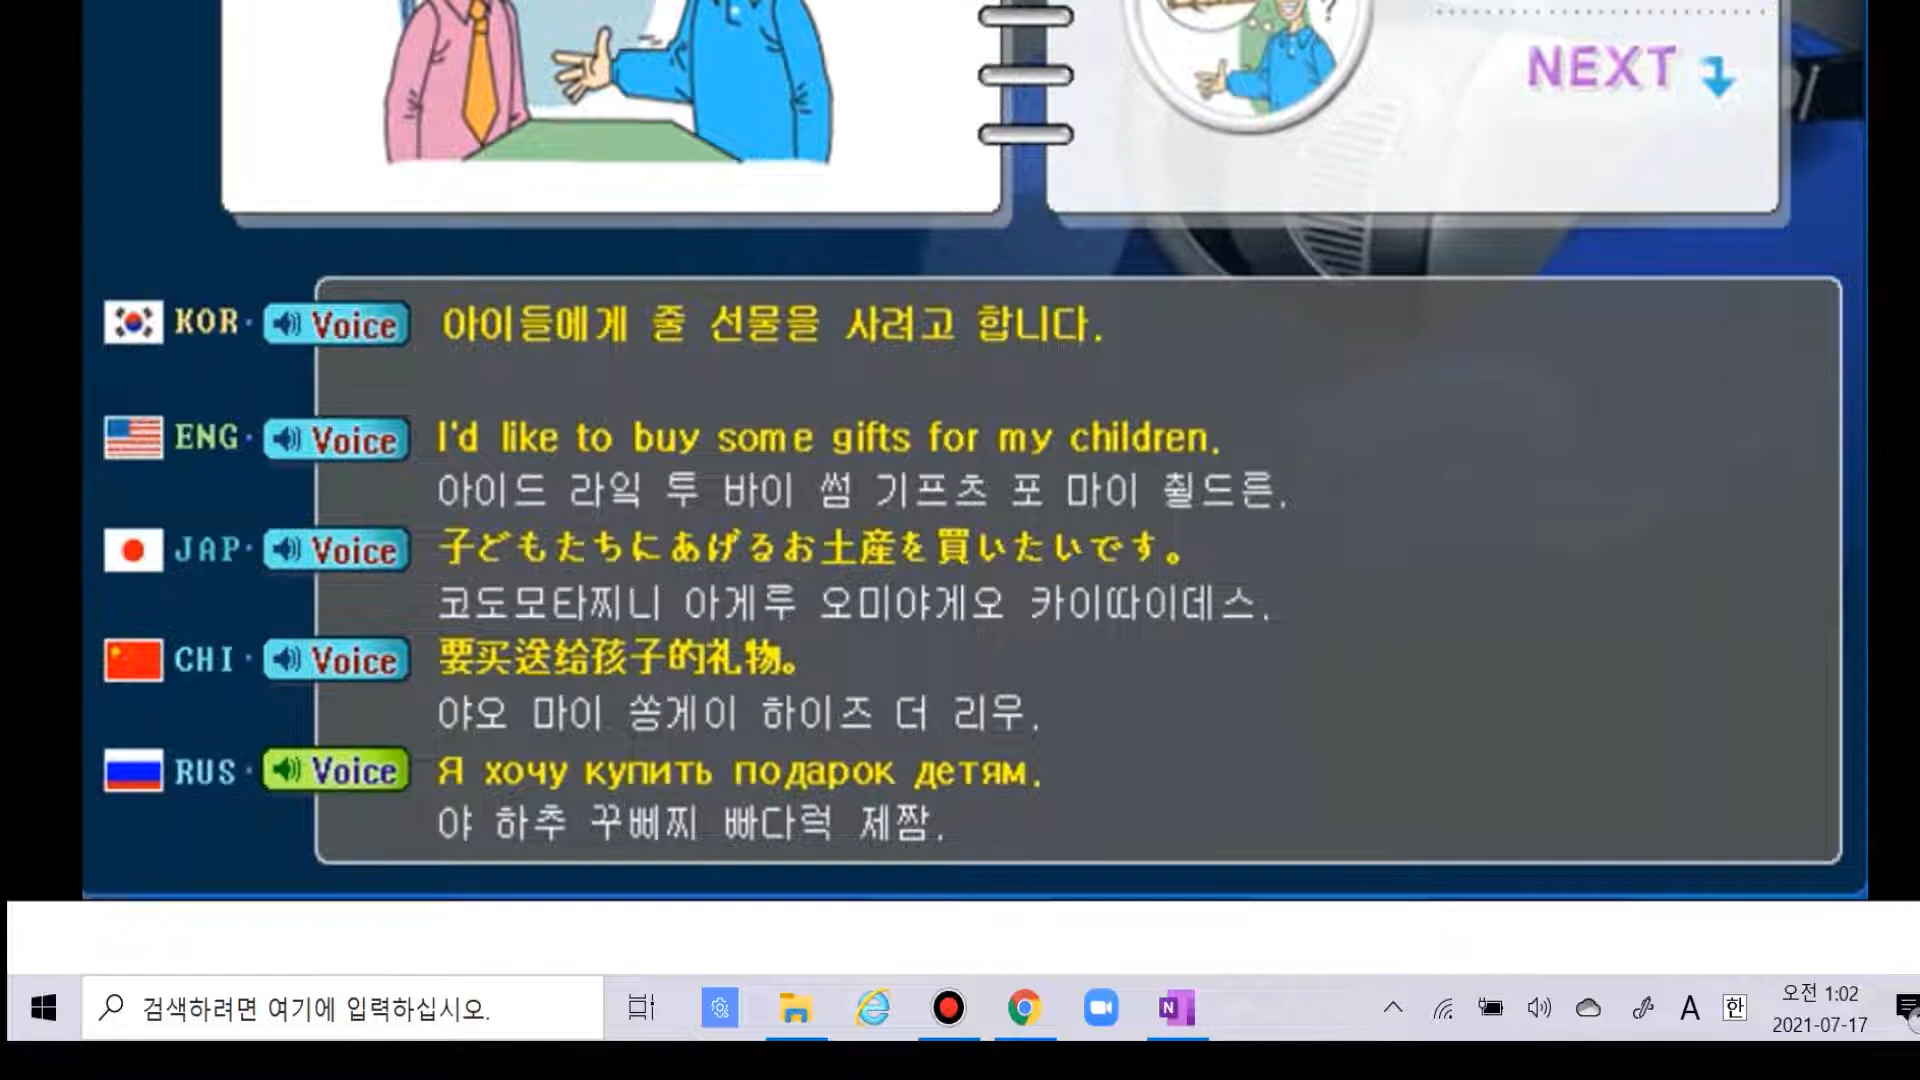 ?
NEXT
KOR · Voice 아이들에게 줄 선물을 사려고 합니다.
ENG · Voice I'd like to buy some gifts for my children.
아이드 라잌 투 바이 썸 기프츠 포 마이 췰드른.
JAP · Voice 子どもたちにあげるお土産を買いたいです。
코도모타찌니 아게루 오미야게오 카이따이데스.
CHI · Voice 要买送给孩子的礼物。
야오 마이 쏭게이 하이즈 더 리우.
RUS · Voice Я хочу купить подарок детям.
야 하추 꾸삐찌 빠다럭 제짬.
검색하려면 여기에 입력하십시오.
N
A
한
오전 1:02
2021-07-17